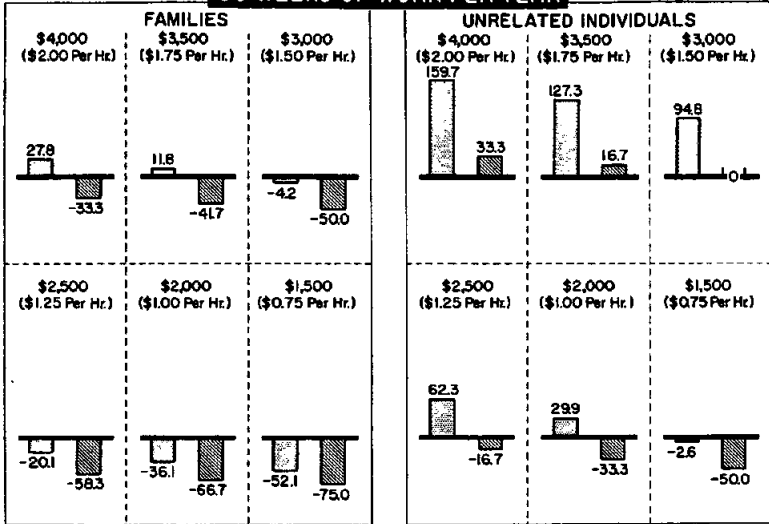 FAMILIES
$4,000
($2.00 Per Hr.)
$3,500
($1.75 Per Hr.)
$3,000
($1.50 Per Hr.)
27.8
-33.3
11.8
-41.7
-4.2
-50.0
$2,500
($1.25 Per Hr.)
$2,000
($1.00 Per Hr.)
$1,500
($0.75 Per Hr.)
-20.1
-58.3
-36.1
-66.7
-52.1
-75.0
UNRELATED INDIVIDUALS
$4,000
($2.00 Per Hr.)
$3,500
($1.75 Per Hr.)
$3,000
($1.50 Per Hr.)
159.7
33.3
127.3
16.7
94.8
0
$2,500
($1.25 Per Hr.)
$2,000
($1.00 Per Hr.)
$1,500
($0.75 Per Hr.)
62.3
-16.7
29.9
-33.3
-2.6
-50.0